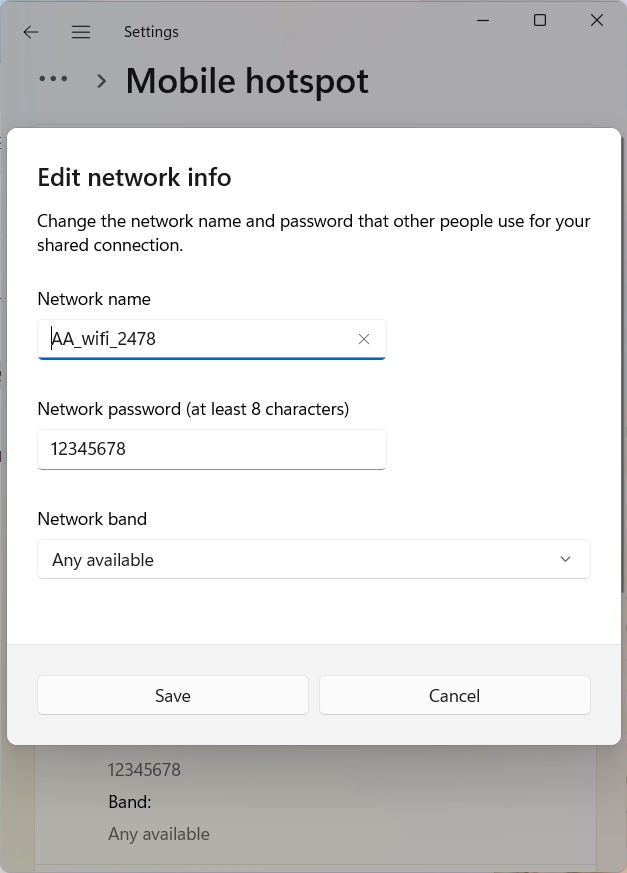 Settings
Mobile hotspot
Edit network info
Change the network name and password that other people use for your
shared connection.
Network name
AA_wifi_2478
Network password (at least 8 characters)
12345678
Network band
Any available
Save
Cancel
12345678
Band:
Any available